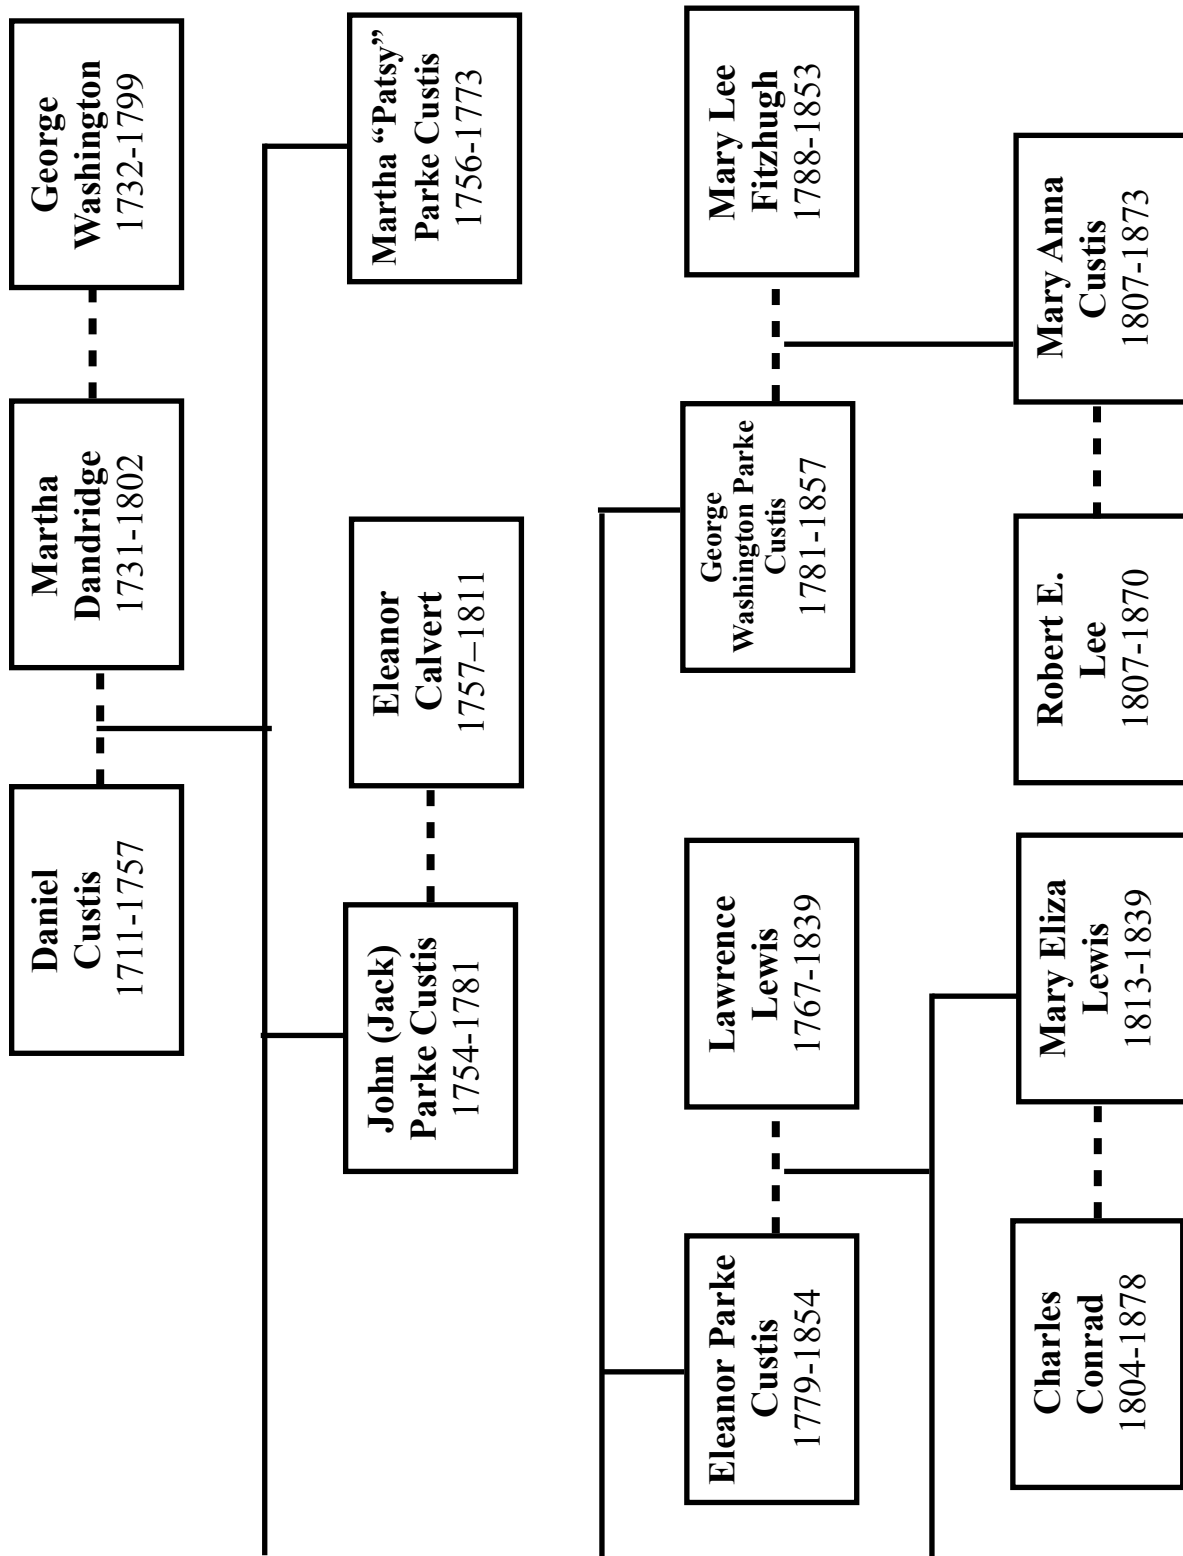 Daniel
Custis
1711-1757
Martha
Dandridge
1731-1802
George
Washington
1732-1799
John (Jack)
Parke Custis
1754-1781
Eleanor
Calvert
1757–1811
Martha “Patsy”
Parke Custis
1756-1773
Eleanor Parke
Custis
1779-1854
Lawrence
Lewis
1767-1839
George
Washington Parke
Custis
1781-1857
Mary Lee
Fitzhugh
1788-1853
Charles
Conrad
1804-1878
Mary Eliza
Lewis
1813-1839
Robert E.
Lee
1807-1870
Mary Anna
Custis
1807-1873